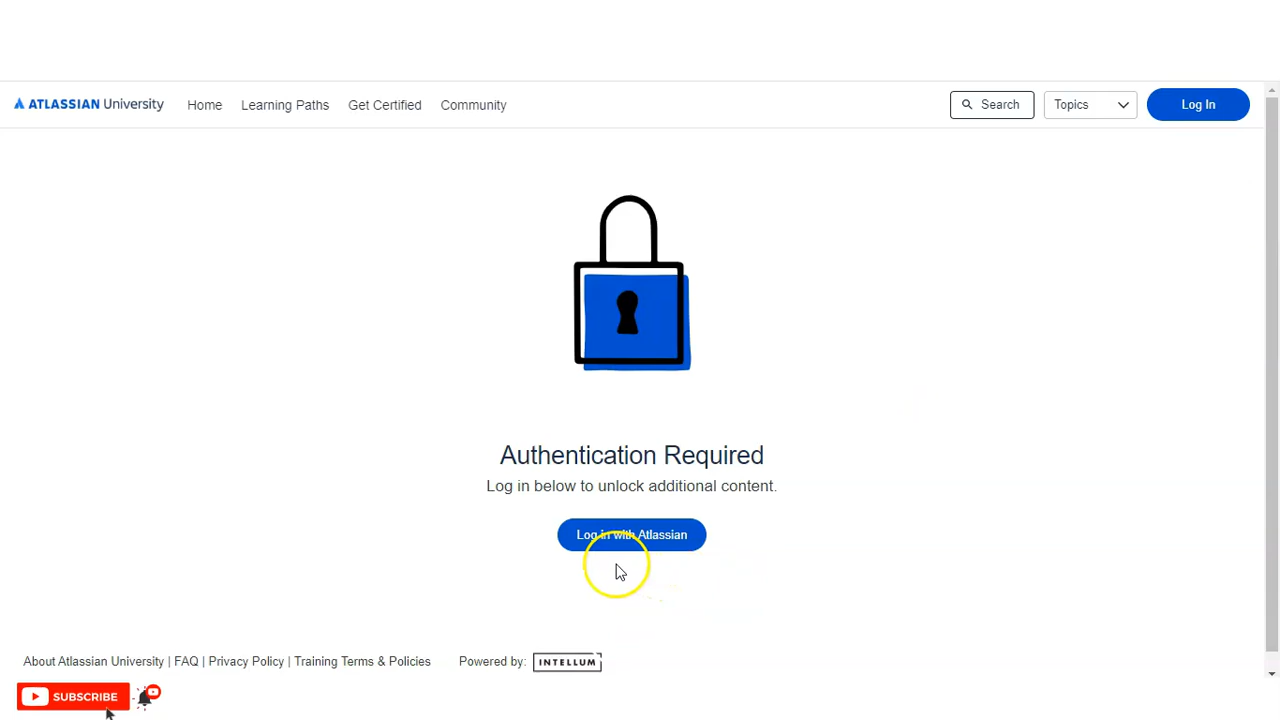 ATLASSIAN University Home Learning Paths Get Certified Community Search Topics Log In
Authentication Required
Log in below to unlock additional content.
Log in with Atlassian
About Atlassian University | FAQ | Privacy Policy | Training Terms & Policies Powered by: INTELLUM
SUBSCRIBE